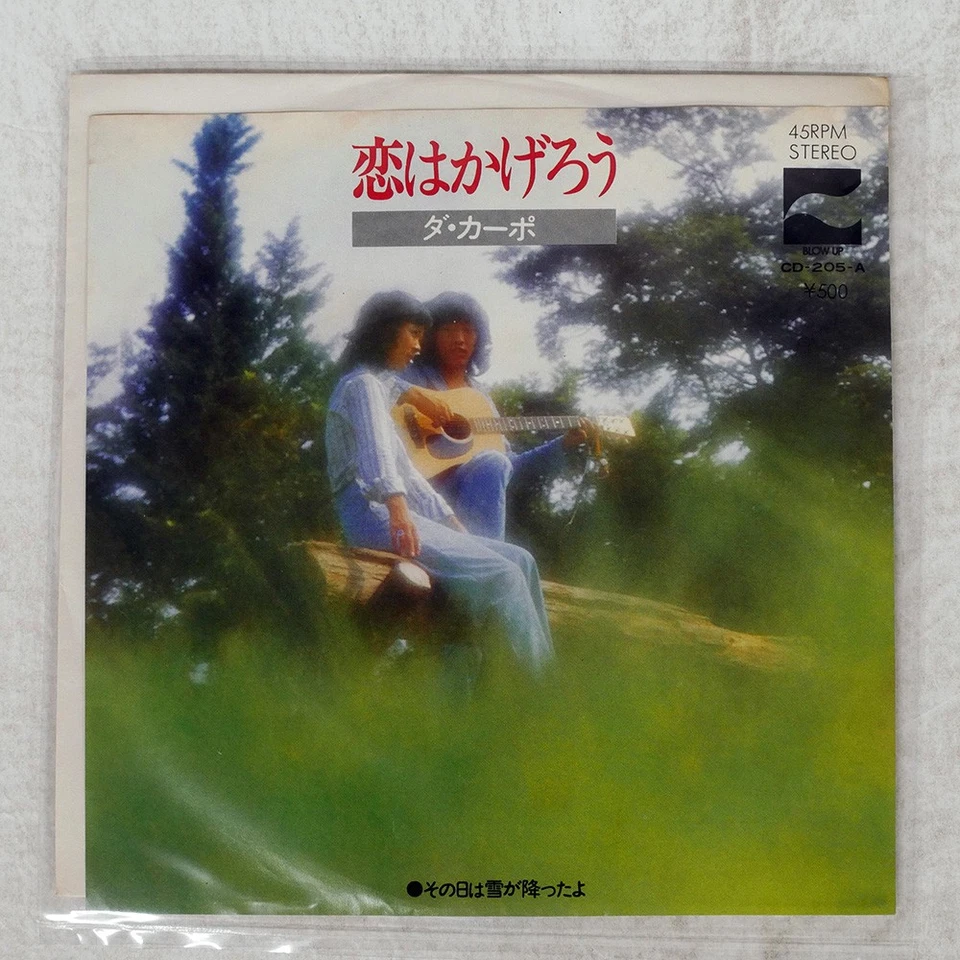 恋はかげろう
ダ・カーポ
45RPM
STEREO
BLOW UP
CD-205-A
¥500
●その日は雪が降ったよ